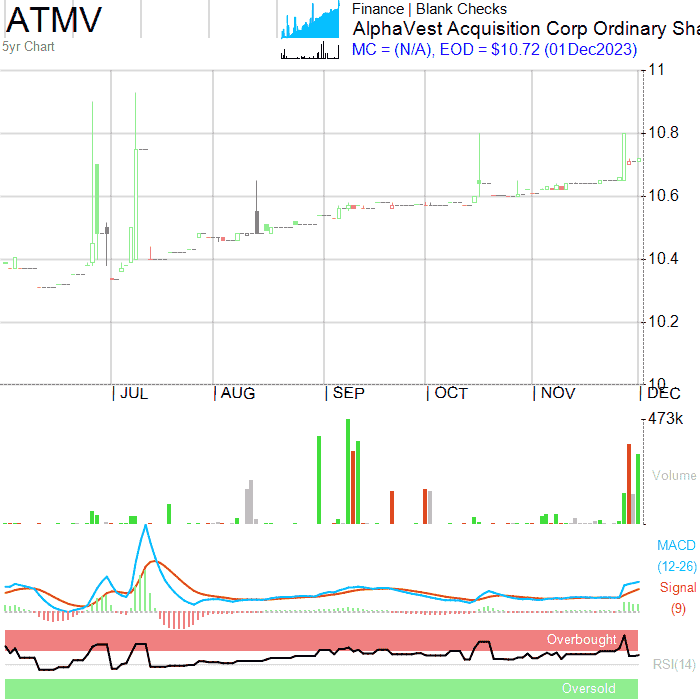 ATMV
5yr Chart
Finance | Blank Checks
AlphaVest Acquisition Corp Ordinary Sha
MC = (N/A), EOD = $10.72 (01Dec2023)
11
10.8
10.6
10.4
10.2
10
| JUL | AUG | SEP | OCT | NOV | DEC
473k
Volume
MACD
(12-26)
Signal
(9)
Overbought
RSI(14)
Oversold